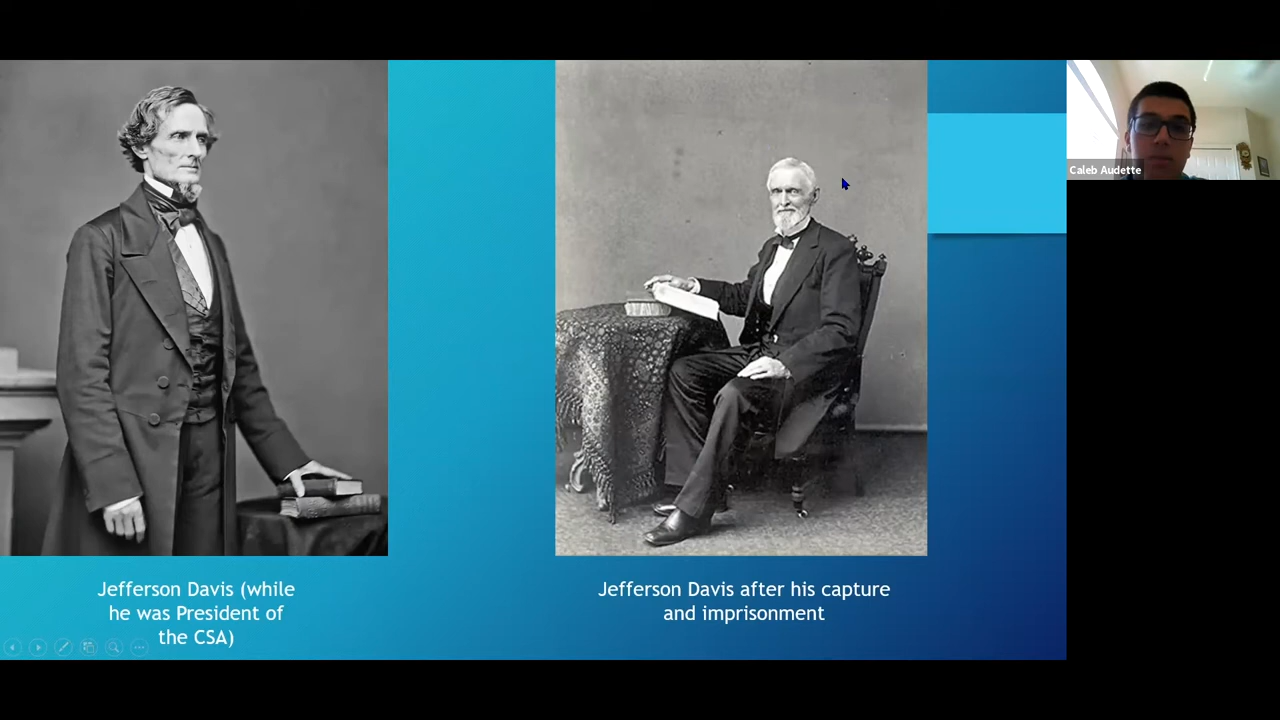 Caleb Audette
Jefferson Davis (while
he was President of
the CSA)
Jefferson Davis after his capture
and imprisonment